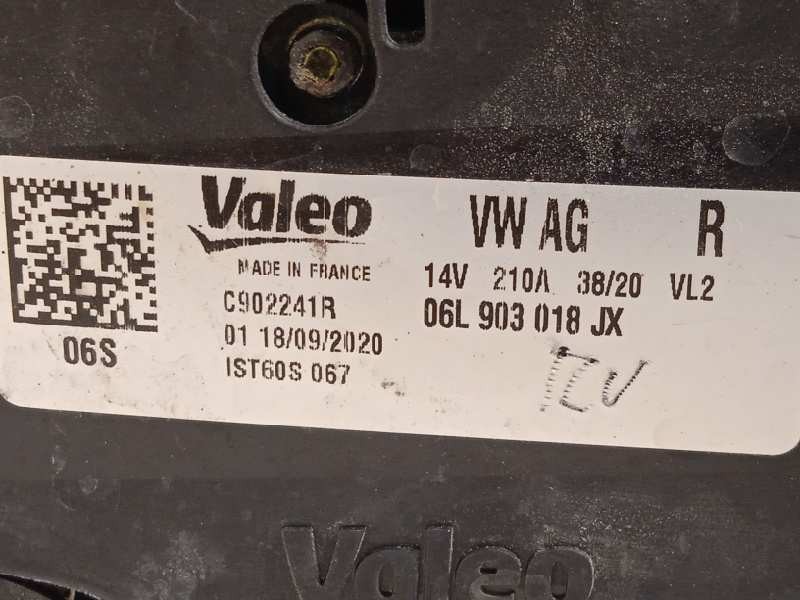 Valeo
MADE IN FRANCE
C902241R
01 18/09/2020
IST60S 067
06S
VW AG R
14V 210A 38/20 VL2
06L 903 018 JX
Valeo